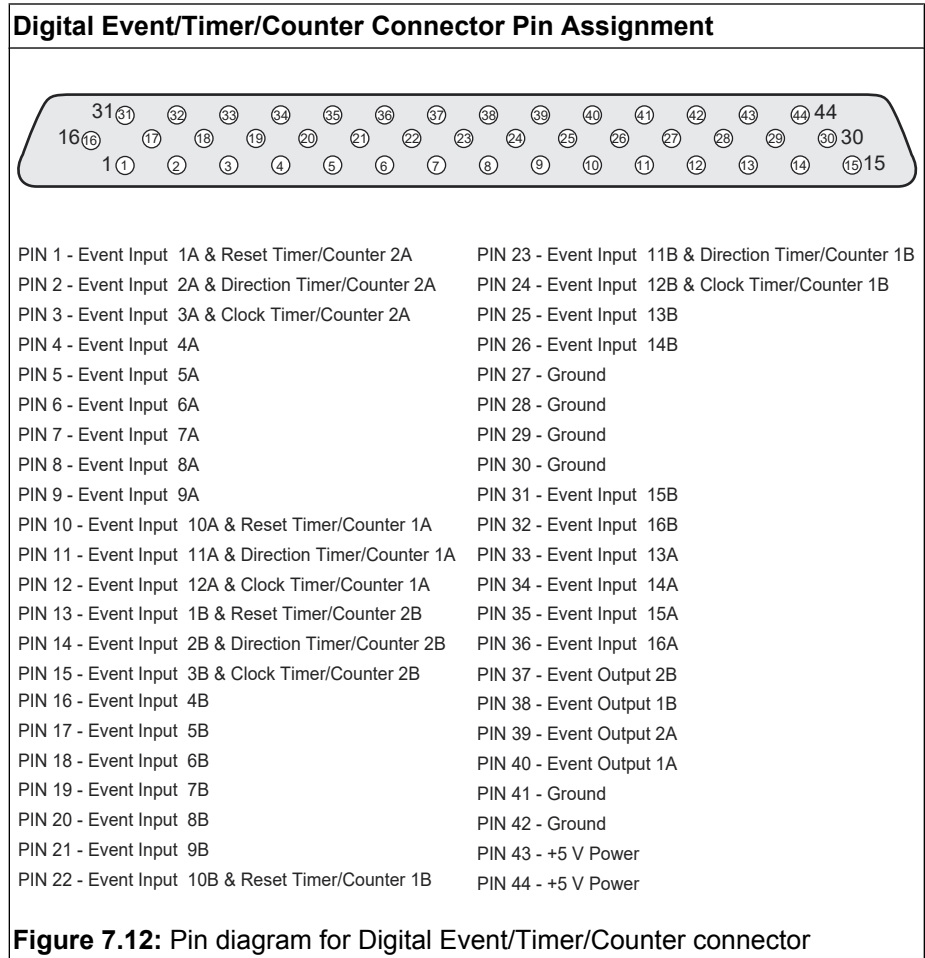 Digital Event/Timer/Counter Connector Pin Assignment
31 31 32 33 34 35 36 37 38 39 40 41 42 43 44 44
16 16 17 18 19 20 21 22 23 24 25 26 27 28 29 30 30
1 1 2 3 4 5 6 7 8 9 10 11 12 13 14 15 15
PIN 1 - Event Input 1A & Reset Timer/Counter 2A
PIN 2 - Event Input 2A & Direction Timer/Counter 2A
PIN 3 - Event Input 3A & Clock Timer/Counter 2A
PIN 4 - Event Input 4A
PIN 5 - Event Input 5A
PIN 6 - Event Input 6A
PIN 7 - Event Input 7A
PIN 8 - Event Input 8A
PIN 9 - Event Input 9A
PIN 10 - Event Input 10A & Reset Timer/Counter 1A
PIN 11 - Event Input 11A & Direction Timer/Counter 1A
PIN 12 - Event Input 12A & Clock Timer/Counter 1A
PIN 13 - Event Input 1B & Reset Timer/Counter 2B
PIN 14 - Event Input 2B & Direction Timer/Counter 2B
PIN 15 - Event Input 3B & Clock Timer/Counter 2B
PIN 16 - Event Input 4B
PIN 17 - Event Input 5B
PIN 18 - Event Input 6B
PIN 19 - Event Input 7B
PIN 20 - Event Input 8B
PIN 21 - Event Input 9B
PIN 22 - Event Input 10B & Reset Timer/Counter 1B
PIN 23 - Event Input 11B & Direction Timer/Counter 1B
PIN 24 - Event Input 12B & Clock Timer/Counter 1B
PIN 25 - Event Input 13B
PIN 26 - Event Input 14B
PIN 27 - Ground
PIN 28 - Ground
PIN 29 - Ground
PIN 30 - Ground
PIN 31 - Event Input 15B
PIN 32 - Event Input 16B
PIN 33 - Event Input 13A
PIN 34 - Event Input 14A
PIN 35 - Event Input 15A
PIN 36 - Event Input 16A
PIN 37 - Event Output 2B
PIN 38 - Event Output 1B
PIN 39 - Event Output 2A
PIN 40 - Event Output 1A
PIN 41 - Ground
PIN 42 - Ground
PIN 43 - +5 V Power
PIN 44 - +5 V Power
Figure 7.12: Pin diagram for Digital Event/Timer/Counter connector